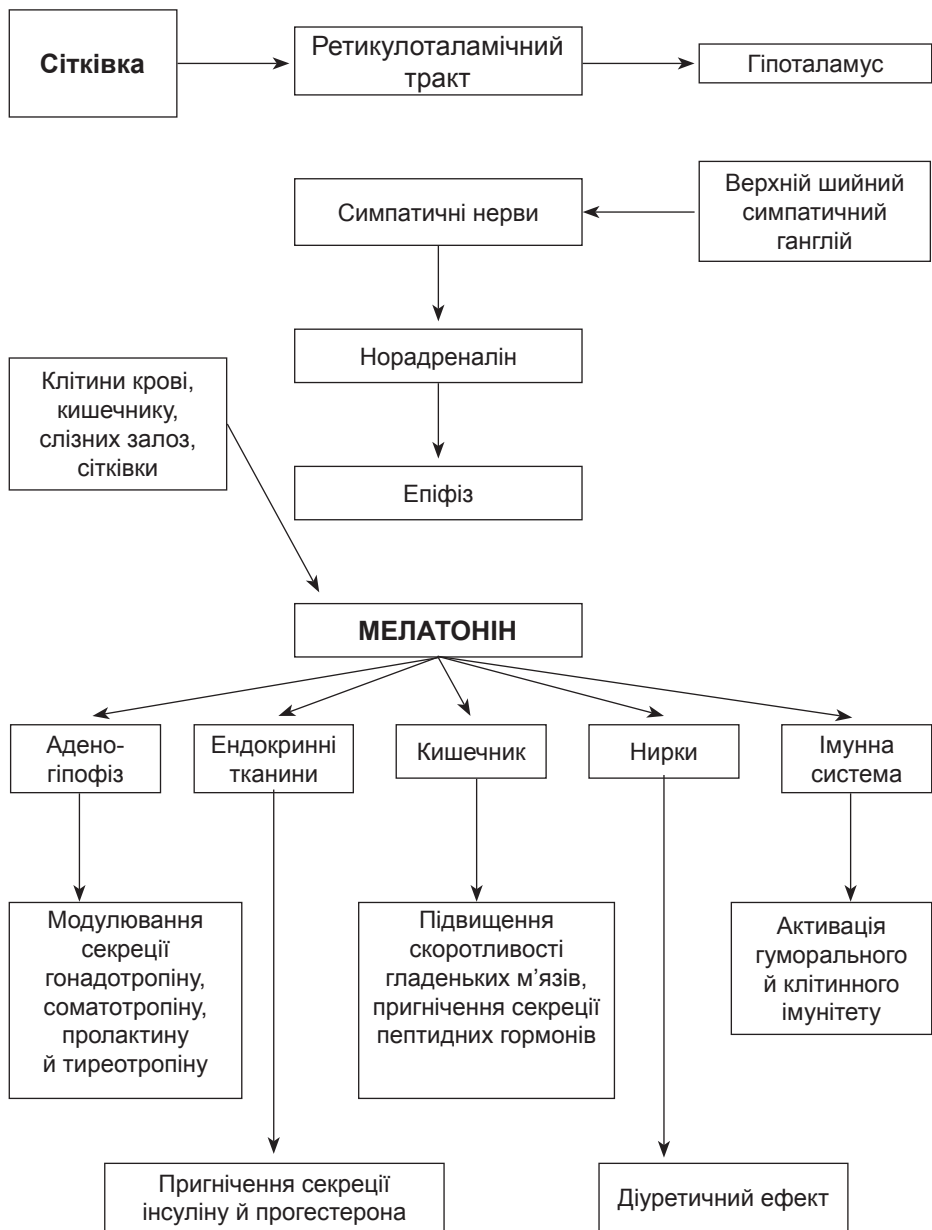 Сітківка
Ретикулоталамічний
тракт
Гіпоталамус
Симпатичні нерви
Верхній шийний
симпатичний
ганглій
Норадреналін
Клітини крові,
кишечнику,
слізних залоз,
сітківки
Епіфіз
МЕЛАТОНІН
Адено-
гіпофіз
Ендокринні
тканини
Кишечник
Нирки
Імунна
система
Модулювання
секреції
гонадотропіну,
соматотропіну,
пролактину
й тиреотропіну
Підвищення
скоротливості
гладеньких м’язів,
пригнічення секреції
пептидних гормонів
Активація
гуморального
й клітинного
імунітету
Пригнічення секреції
інсуліну й прогестерона
Діуретичний ефект